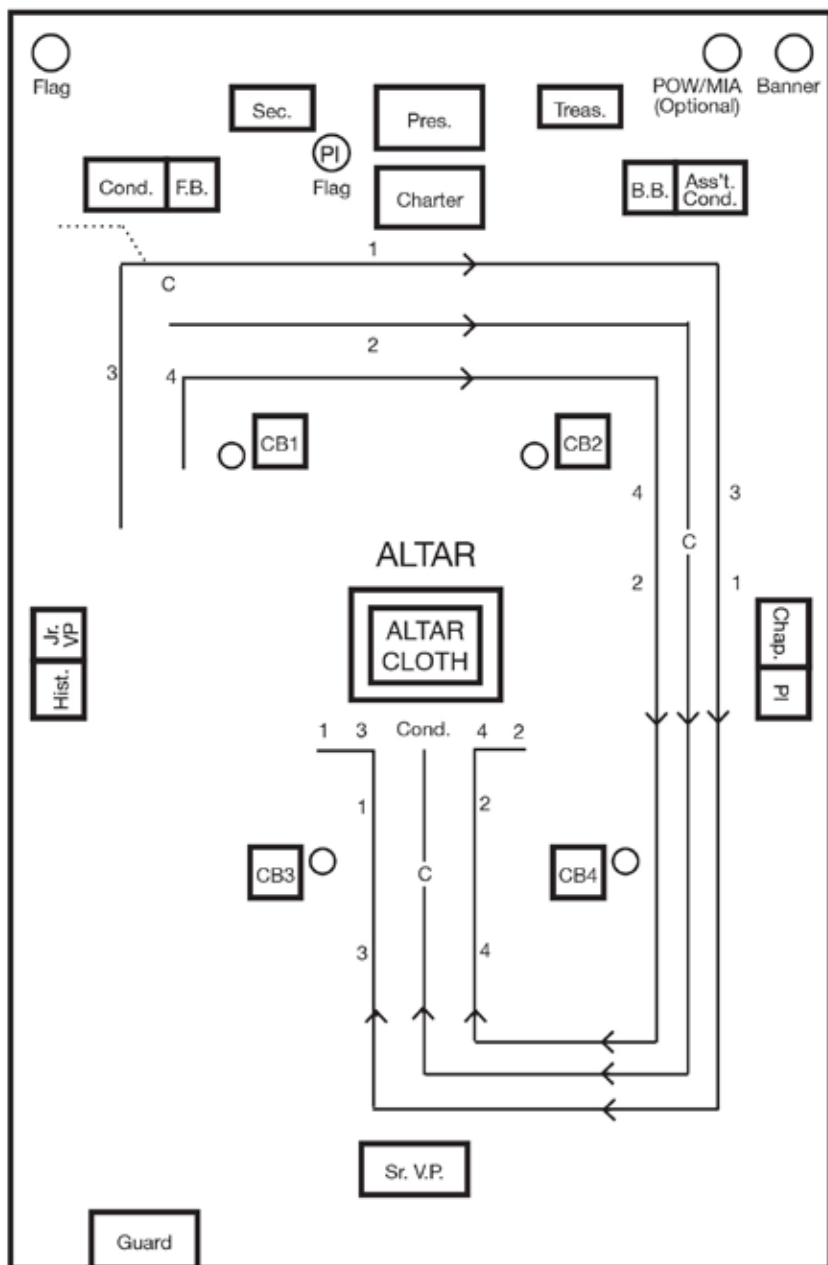 Flag
POW/MIA
(Optional)
Banner
Sec.
Pres.
Treas.
PI
Flag
Charter
Cond.
F.B.
B.B.
Ass't.
Cond.
1
C
2
3
4
CB1
CB2
4
3
C
2
1
ALTAR
ALTAR
CLOTH
Jr.
VP
Hist.
Chap.
PI
1
3
Cond.
4
2
1
2
CB3
C
CB4
3
4
Sr. V.P.
Guard